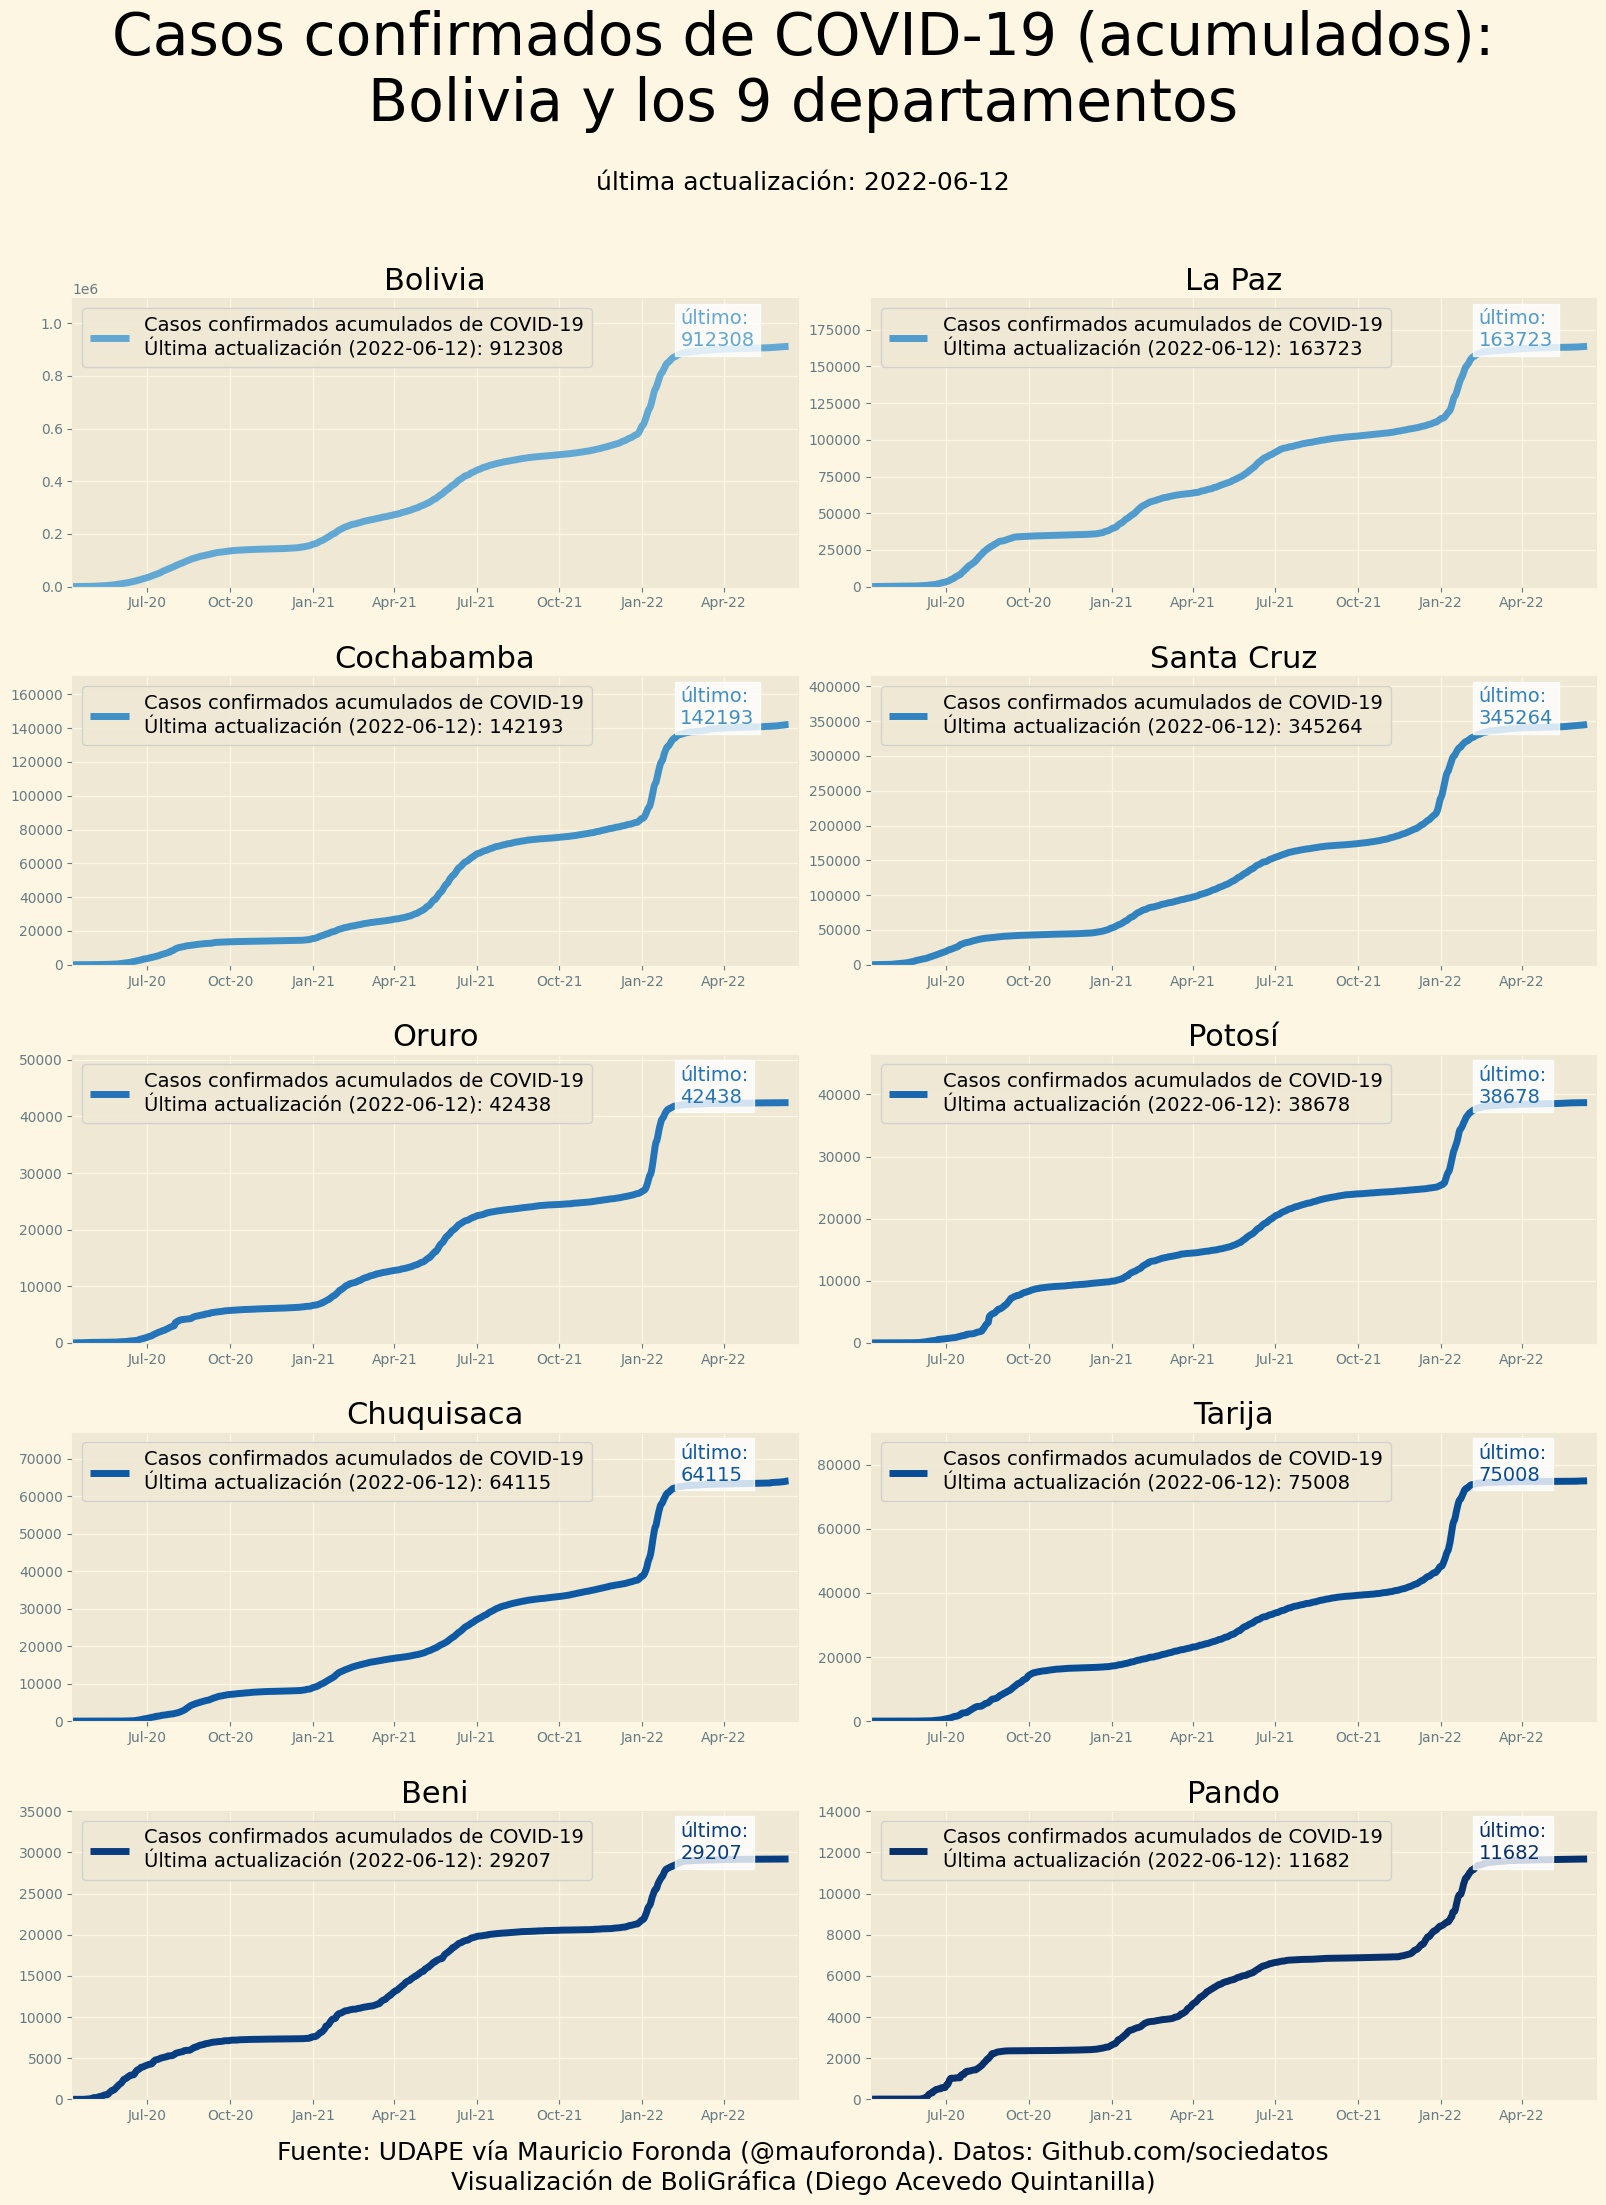 Casos confirmados de COVID-19 (acumulados):
Bolivia y los 9 departamentos
última actualización: 2022-06-12
Bolivia
1e6
1.0
0.8
0.6
0.4
0.2
0.0
Casos confirmados acumulados de COVID-19
Última actualización (2022-06-12): 912308
último:
912308
Jul-20 Oct-20 Jan-21 Apr-21 Jul-21 Oct-21 Jan-22 Apr-22
La Paz
175000
150000
125000
100000
75000
50000
25000
0
Casos confirmados acumulados de COVID-19
Última actualización (2022-06-12): 163723
último:
163723
Jul-20 Oct-20 Jan-21 Apr-21 Jul-21 Oct-21 Jan-22 Apr-22
Cochabamba
160000
140000
120000
100000
80000
60000
40000
20000
0
Casos confirmados acumulados de COVID-19
Última actualización (2022-06-12): 142193
último:
142193
Jul-20 Oct-20 Jan-21 Apr-21 Jul-21 Oct-21 Jan-22 Apr-22
Santa Cruz
400000
350000
300000
250000
200000
150000
100000
50000
0
Casos confirmados acumulados de COVID-19
Última actualización (2022-06-12): 345264
último:
345264
Jul-20 Oct-20 Jan-21 Apr-21 Jul-21 Oct-21 Jan-22 Apr-22
Oruro
50000
40000
30000
20000
10000
0
Casos confirmados acumulados de COVID-19
Última actualización (2022-06-12): 42438
último:
42438
Jul-20 Oct-20 Jan-21 Apr-21 Jul-21 Oct-21 Jan-22 Apr-22
Potosí
40000
30000
20000
10000
0
Casos confirmados acumulados de COVID-19
Última actualización (2022-06-12): 38678
último:
38678
Jul-20 Oct-20 Jan-21 Apr-21 Jul-21 Oct-21 Jan-22 Apr-22
Chuquisaca
70000
60000
50000
40000
30000
20000
10000
0
Casos confirmados acumulados de COVID-19
Última actualización (2022-06-12): 64115
último:
64115
Jul-20 Oct-20 Jan-21 Apr-21 Jul-21 Oct-21 Jan-22 Apr-22
Tarija
80000
60000
40000
20000
0
Casos confirmados acumulados de COVID-19
Última actualización (2022-06-12): 75008
último:
75008
Jul-20 Oct-20 Jan-21 Apr-21 Jul-21 Oct-21 Jan-22 Apr-22
Beni
35000
30000
25000
20000
15000
10000
5000
0
Casos confirmados acumulados de COVID-19
Última actualización (2022-06-12): 29207
último:
29207
Jul-20 Oct-20 Jan-21 Apr-21 Jul-21 Oct-21 Jan-22 Apr-22
Pando
14000
12000
10000
8000
6000
4000
2000
0
Casos confirmados acumulados de COVID-19
Última actualización (2022-06-12): 11682
último:
11682
Jul-20 Oct-20 Jan-21 Apr-21 Jul-21 Oct-21 Jan-22 Apr-22
Fuente: UDAPE vía Mauricio Foronda (@mauforonda). Datos: Github.com/sociedatos
Visualización de BoliGráfica (Diego Acevedo Quintanilla)